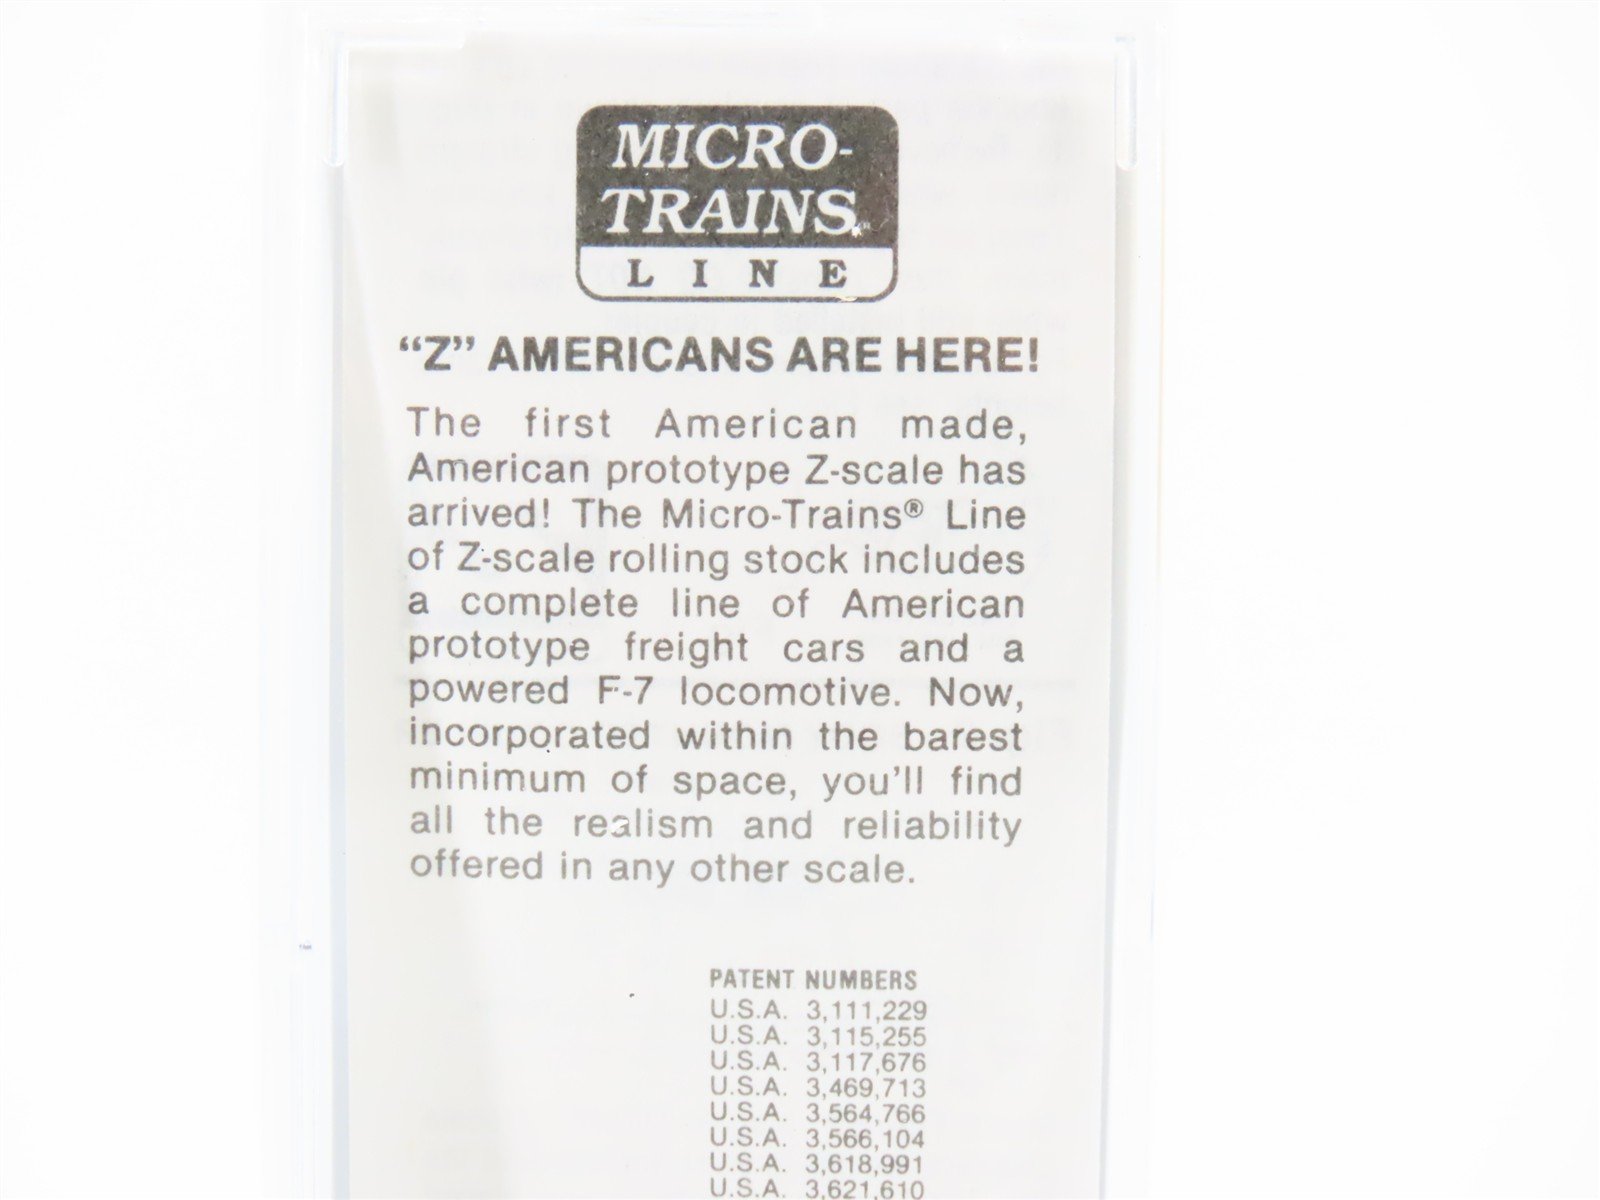 MICRO-
TRAINS
LINE
“Z” AMERICANS ARE HERE!
The first American made,
American prototype Z-scale has
arrived! The Micro-Trains® Line
of Z-scale rolling stock includes
a complete line of American
prototype freight cars and a
powered F-7 locomotive. Now,
incorporated within the barest
minimum of space, you’ll find
all the realism and reliability
offered in any other scale.
PATENT NUMBERS
U.S.A. 3,111,229
U.S.A. 3,115,255
U.S.A. 3,117,676
U.S.A. 3,469,713
U.S.A. 3,564,766
U.S.A. 3,566,104
U.S.A. 3,618,991
U.S.A. 3,621,610